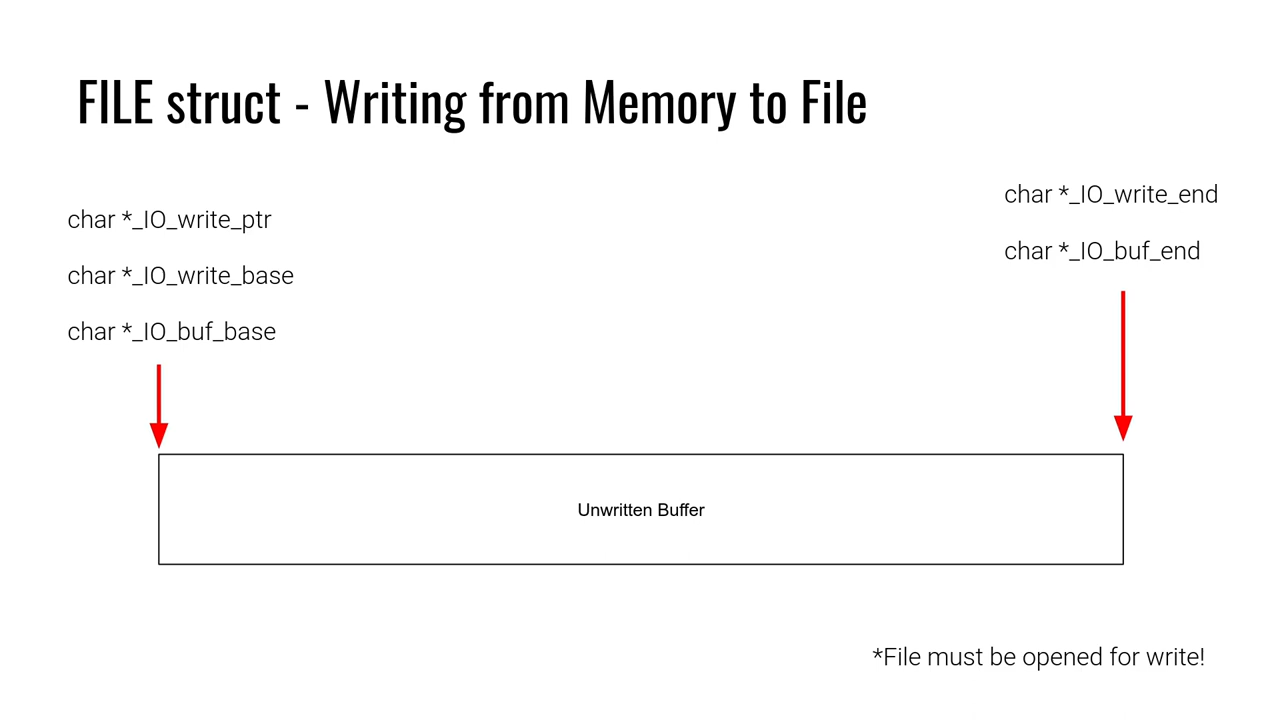 FILE struct - Writing from Memory to File
char *_IO_write_ptr
char *_IO_write_base
char *_IO_buf_base
char *_IO_write_end
char *_IO_buf_end
Unwritten Buffer
*File must be opened for write!